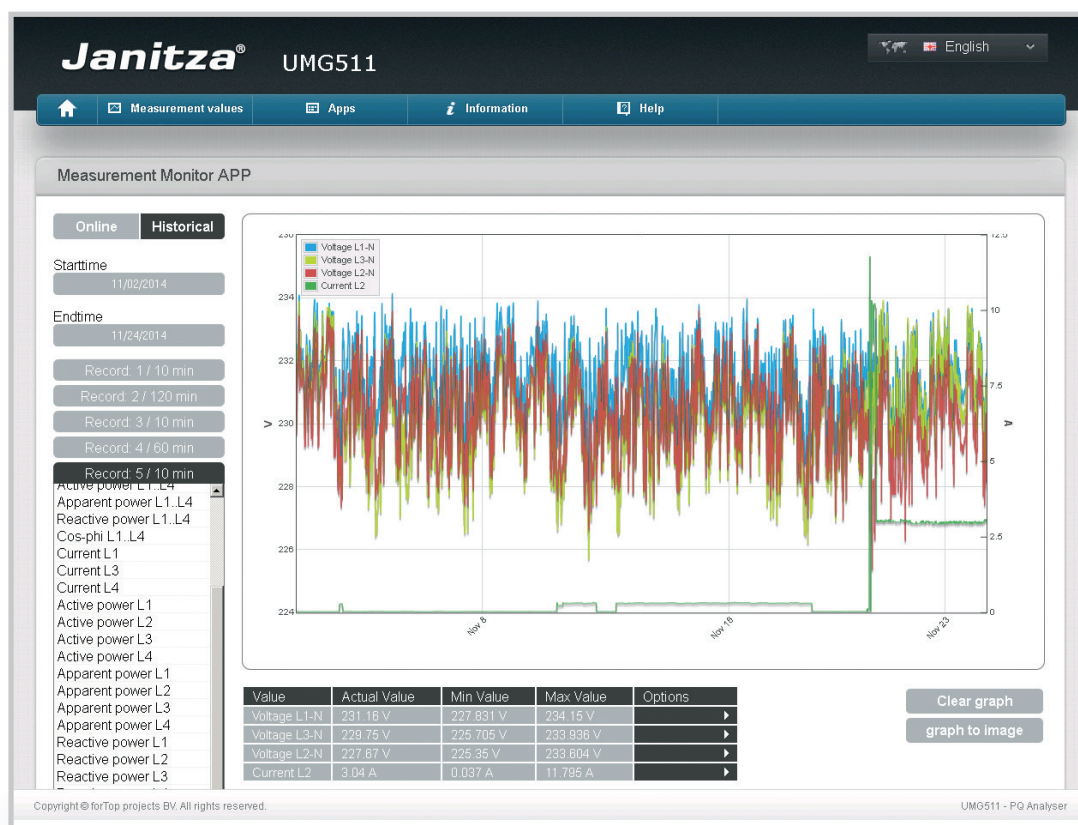 Janitza® UMG511
English
Measurement values Apps Information Help
Measurement Monitor APP
Online Historical
Starttime
11/02/2014
Endtime
11/24/2014
Record: 1 / 10 min
Record: 2 / 120 min
Record: 3 / 10 min
Record: 4 / 60 min
Record: 5 / 10 min
Active power L1..L4
Apparent power L1..L4
Reactive power L1..L4
Cos-phi L1..L4
Current L1
Current L3
Current L4
Active power L1
Active power L2
Active power L3
Active power L4
Apparent power L1
Apparent power L2
Apparent power L3
Apparent power L4
Reactive power L1
Reactive power L2
Reactive power L3
Voltage L1-N
Voltage L3-N
Voltage L2-N
Current L2
234
232
230
228
226
224
V
10
7.5
5
2.5
0
A
Nov 8
Nov 23
Value Actual Value Min Value Max Value Options
Voltage L1-N 231.16 V 227.831 V 234.15 V
Voltage L3-N 229.75 V 225.705 V 233.936 V
Voltage L2-N 227.67 V 225.35 V 233.604 V
Current L2 3.04 A 0.037 A 11.795 A
Clear graph
graph to image
Copyright © forTop projects BV. All rights reserved.
UMG511 - PQ Analyser